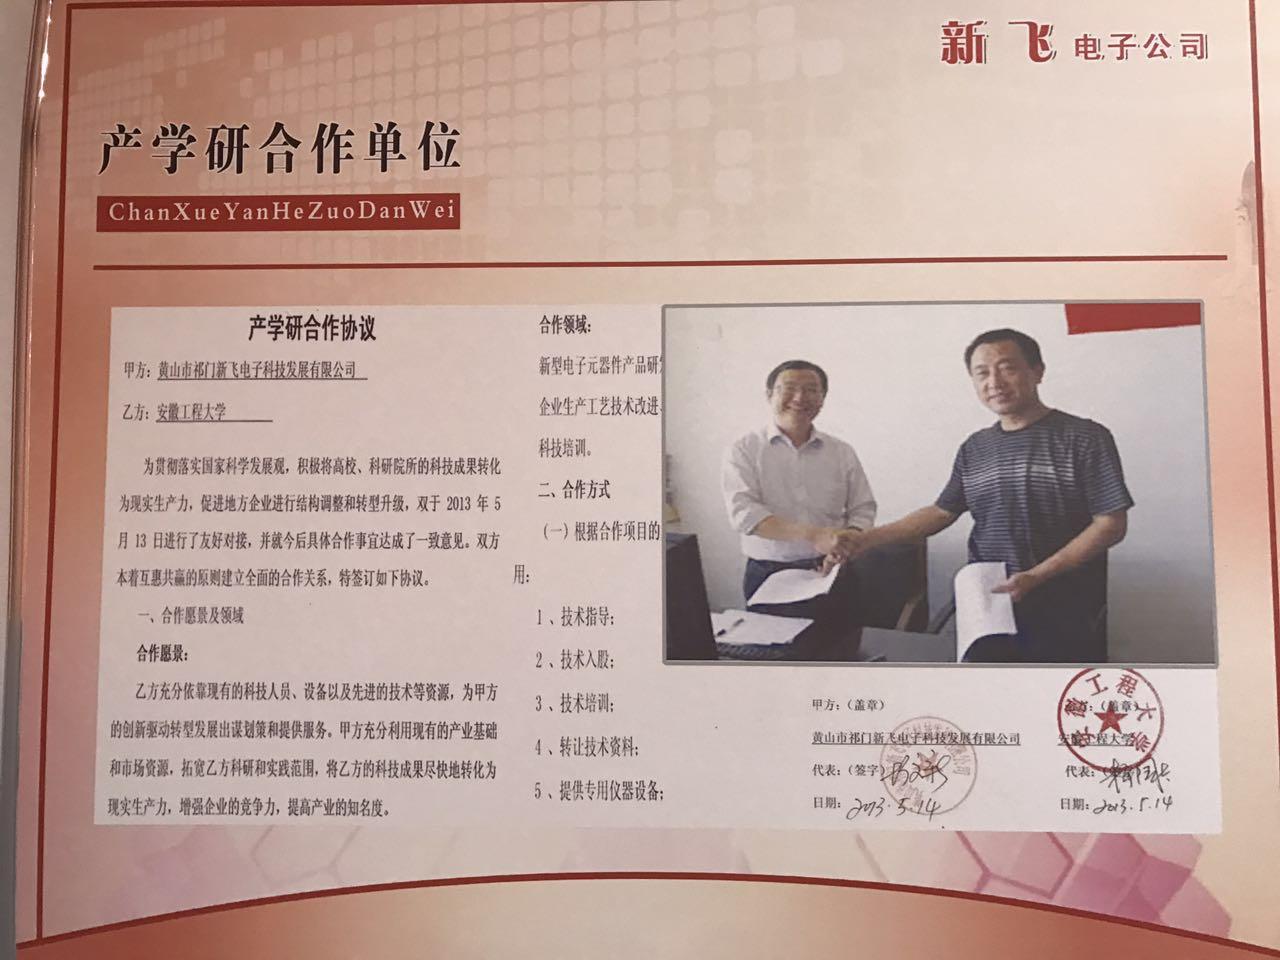 新飞 电子公司
产学研合作单位
ChanXueYanHeZuoDanWei
产学研合作协议
甲方：黄山市祁门新飞电子科技发展有限公司
乙方：安徽工程大学
为贯彻落实国家科学发展观，积极将高校、科研院所的科技成果转化
为现实生产力，促进地方企业进行结构调整和转型升级，双于 2013 年 5
月 13 日进行了友好对接，并就今后具体合作事宜达成了一致意见。双方
本着互惠共赢的原则建立全面的合作关系，特签订如下协议。
一、合作愿景及领域
合作愿景：
乙方充分依靠现有的科技人员、设备以及先进的技术等资源，为甲方
的创新驱动转型发展出谋划策和提供服务。甲方充分利用现有的产业基础
和市场资源，拓宽乙方科研和实践范围，将乙方的科技成果尽快地转化为
现实生产力，增强企业的竞争力，提高产业的知名度。
合作领域：
新型电子元器件产品研发
企业生产工艺技术改进、
科技培训。
二、合作方式
（一）根据合作项目的
用：
1、技术指导；
2、技术入股；
3、技术培训；
4、转让技术资料；
5、提供专用仪器设备；
甲方：（盖章）
黄山市祁门新飞电子科技发展有限公司
代表：（签字）
日期：2013.5.14
方：（盖章）
安徽工程大学
代表：（
日期：2013.5.14
安徽工程大学